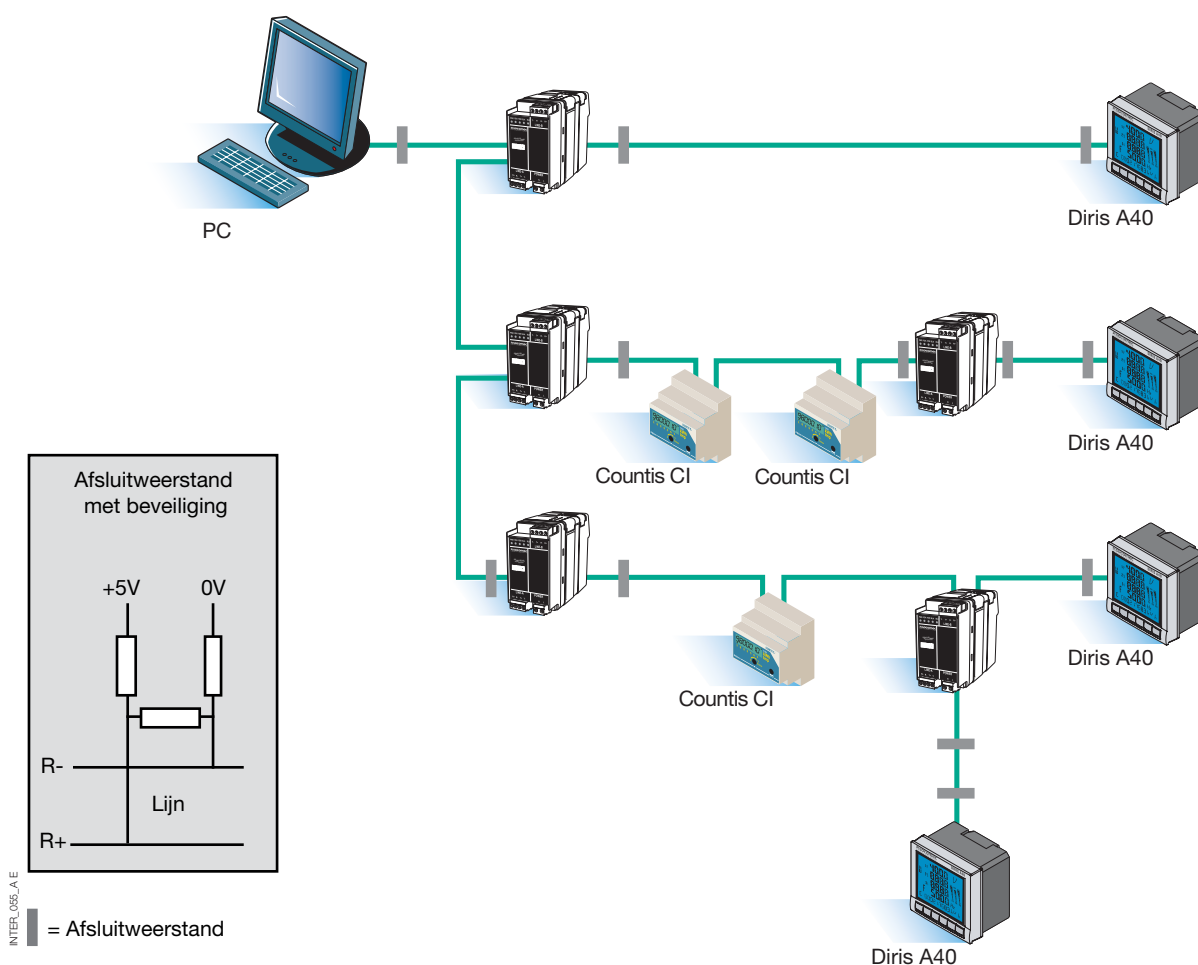 PC
Diris A40
Countis CI
Countis CI
Diris A40
Afsluitweerstand
met beveiliging
+5V
0V
R-
Lijn
R+
Countis CI
Diris A40
Diris A40
INTER_055_A E
= Afsluitweerstand